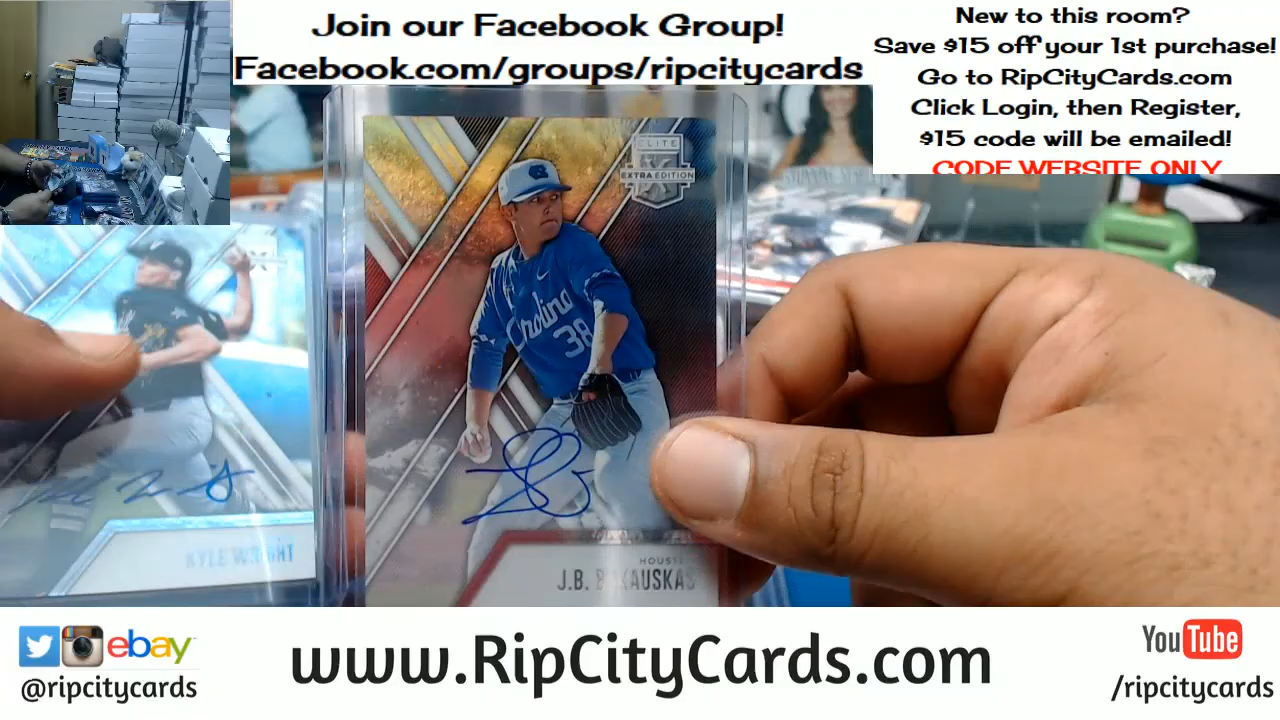 Join our Facebook Group!
Facebook.com/groups/ripcitycards
New to this room?
Save $15 off your 1st purchase!
Go to RipCityCards.com
Click Login, then Register,
$15 code will be emailed!
CODE WEBSITE ONLY
ELITE
EXTRA EDITION
Carolina
38
KYLE WRIGHT
J.B.
ebay
@ripcitycards
www.RipCityCards.com
YouTube
/ripcitycards